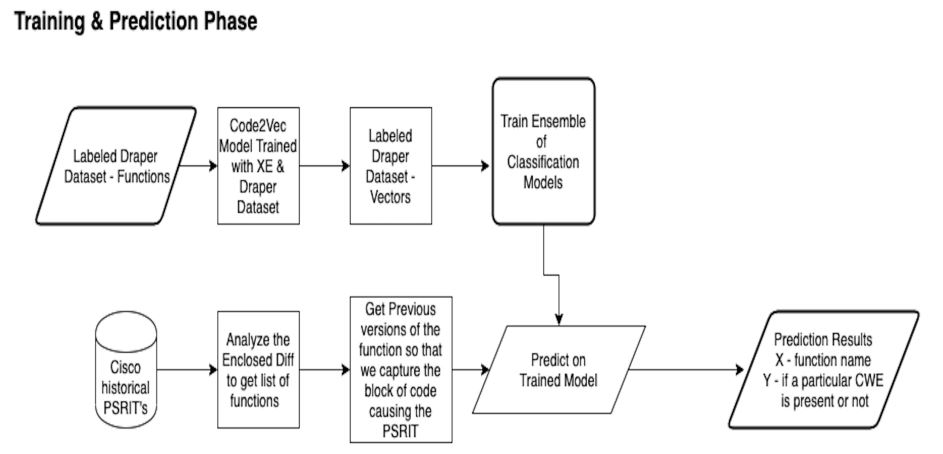 Training & Prediction Phase
Labeled Draper
Dataset - Functions
Code2Vec
Model Trained
with XE &
Draper
Dataset
Labeled
Draper
Dataset -
Vectors
Train Ensemble
of
Classification
Models
Cisco
historical
PSRIT's
Analyze the
Enclosed Diff
to get list of
functions
Get Previous
versions of the
function so that
we capture the
block of code
causing the
PSRIT
Predict on
Trained Model
Prediction Results
X - function name
Y - if a particular CWE
is present or not